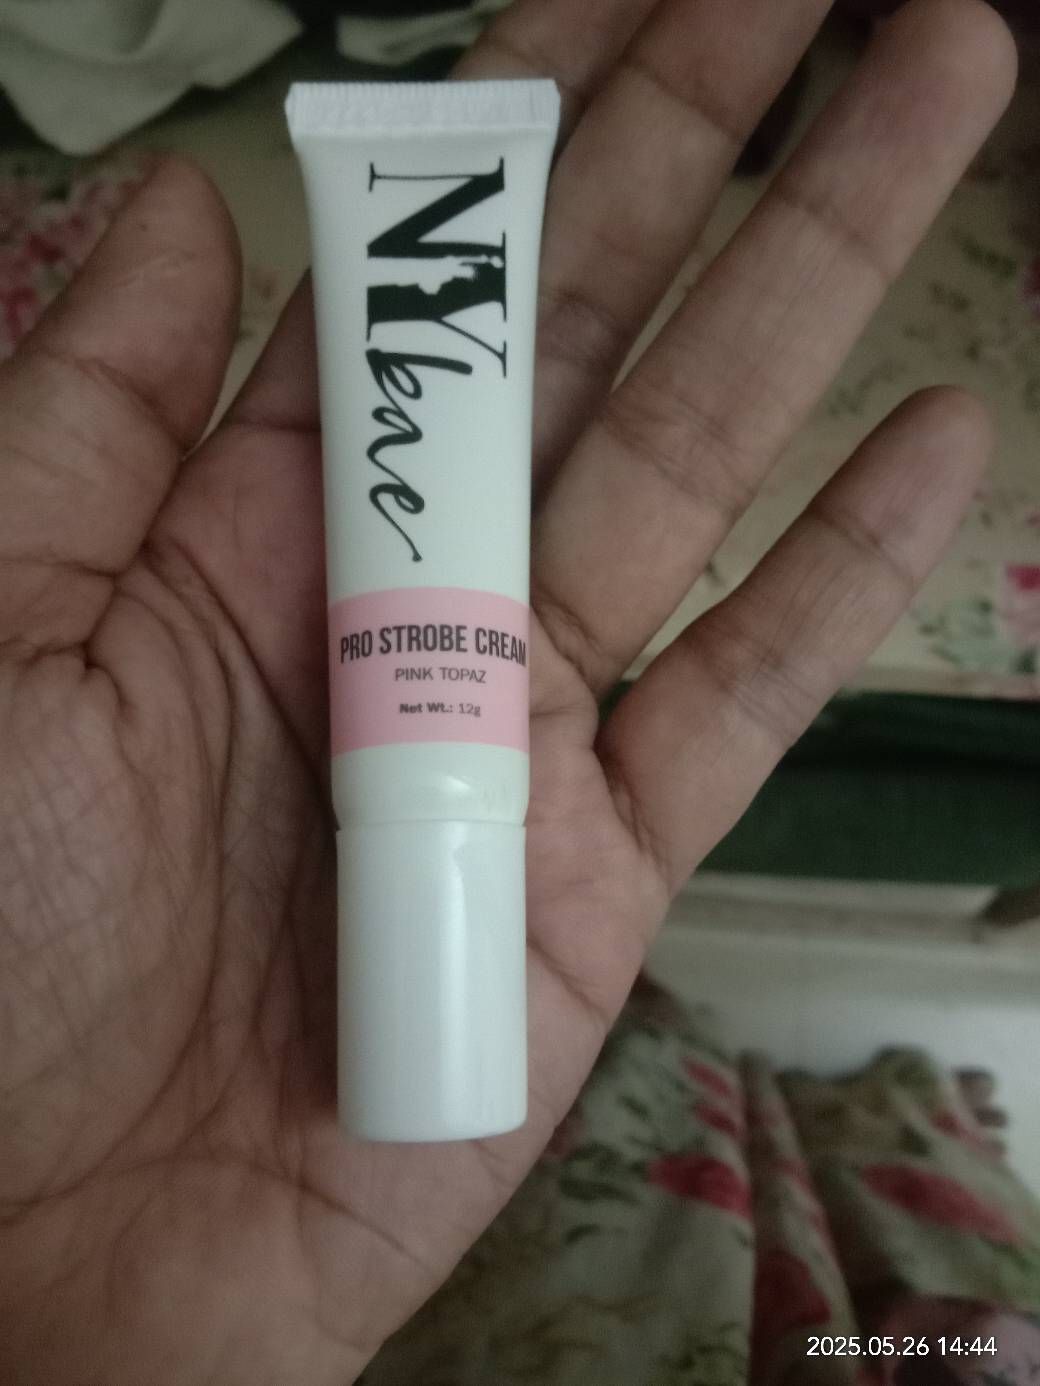 NY bae
PRO STROBE CREAM
PINK TOPAZ
Net Wt.: 12g
2025.05.26 14:44